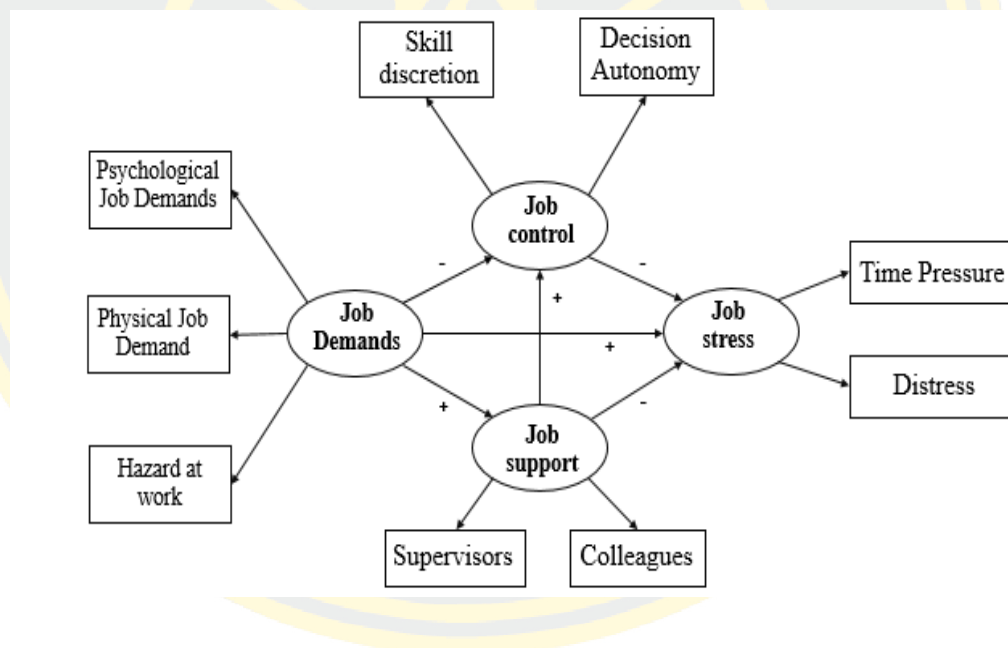 Skill
discretion
Decision
Autonomy
Psychological
Job Demands
Job
control
-
-
Time Pressure
+
Physical Job
Demand
Job
Demands
Job
stress
+
Distress
+
-
Job
support
Hazard at
work
Supervisors
Colleagues